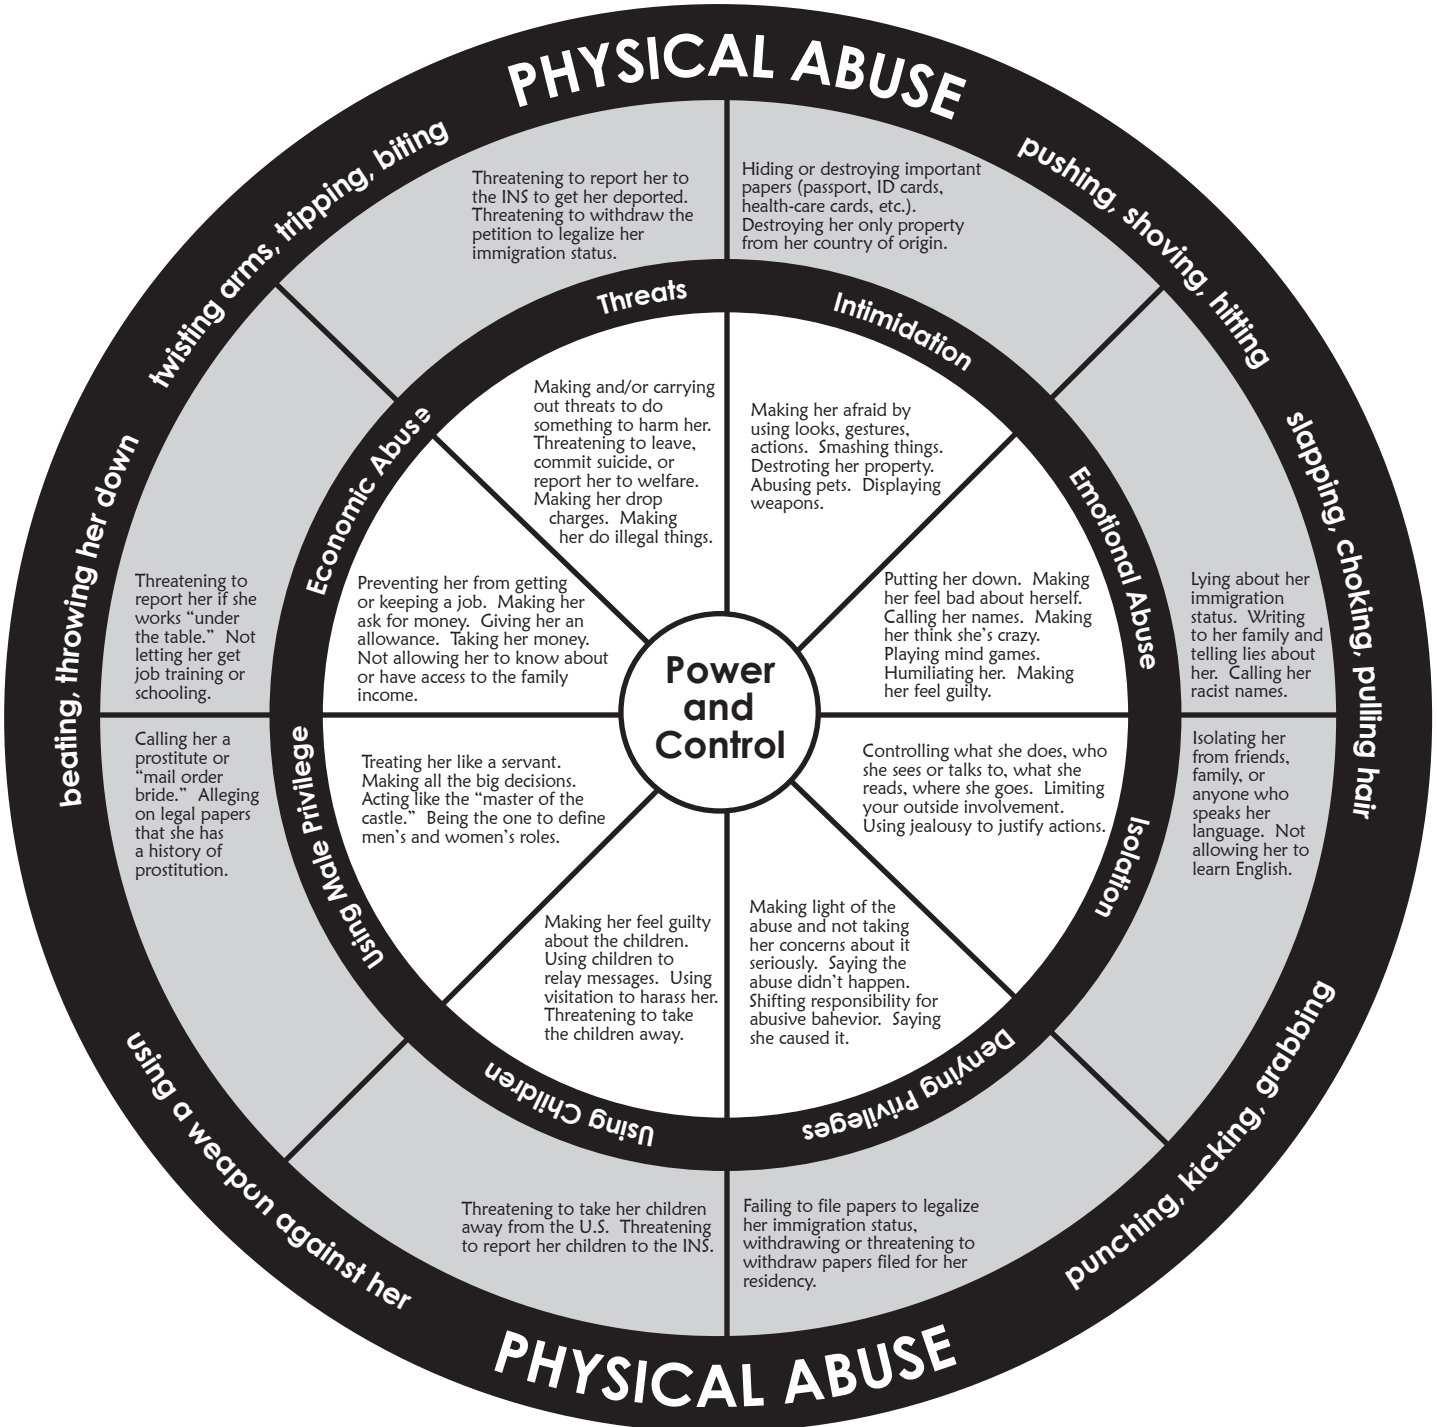 PHYSICAL ABUSE
twisting arms, tripping, biting
pushing, shoving, hitting
beating, throwing her down
slapping, choking, pulling hair
Threatening to report her to
the INS to get her deported.
Threatening to withdraw the
petition to legalize her
immigration status.
Hiding or destroying important
papers (passport, ID cards,
health-care cards, etc.).
Destroying her only property
from her country of origin.
Threats
Intimidation
Making and/or carrying
out threats to do
something to harm her.
Threatening to leave,
commit suicide, or
report her to welfare.
Making her drop
charges. Making
her do illegal things.
Making her afraid by
using looks, gestures,
actions. Smashing things.
Destroting her property.
Abusing pets. Displaying
weapons.
Economic Abuse
Emotional Abuse
Threatening to
report her if she
works “under
the table.” Not
letting her get
job training or
schooling.
Preventing her from getting
or keeping a job. Making her
ask for money. Giving her an
allowance. Taking her money.
Not allowing her to know about
or have access to the family
income.
Putting her down. Making
her feel bad about herself.
Calling her names. Making
her think she’s crazy.
Playing mind games.
Humiliating her. Making
her feel guilty.
Lying about her
immigration
status. Writing
to her family and
telling lies about
her. Calling her
racist names.
Power
and
Control
Calling her a
prostitute or
“mail order
bride.” Alleging
on legal papers
that she has
a history of
prostitution.
Using Male Privilege
Treating her like a servant.
Making all the big decisions.
Acting like the “master of the
castle.” Being the one to define
men’s and women’s roles.
Controlling what she does, who
she sees or talks to, what she
reads, where she goes. Limiting
your outside involvement.
Using jealousy to justify actions.
Isolation
Isolating her
from friends,
family, or
anyone who
speaks her
language. Not
allowing her to
learn English.
Making her feel guilty
about the children.
Using children to
relay messages. Using
visitation to harass her.
Threatening to take
the children away.
Making light of the
abuse and not taking
her concerns about it
seriously. Saying the
abuse didn’t happen.
Shifting responsibility for
abusive bahevior. Saying
she caused it.
Using Children
Denying Privileges
Threatening to take her children
away from the U.S. Threatening
to report her children to the INS.
Failing to file papers to legalize
her immigration status,
withdrawing or threatening to
withdraw papers filed for her
residency.
using a weapon against her
punching, kicking, grabbing
PHYSICAL ABUSE